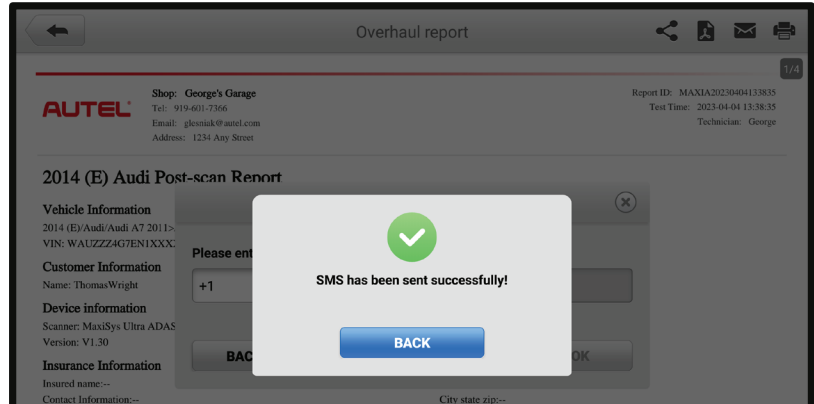 Overhaul report
1/4
AUTEL
Shop: George's Garage
Tel: 919-601-7366
Email: glesniak@autel.com
Address: 1234 Any Street
Report ID: MAXIA20230404133835
Test Time: 2023-04-04 13:38:35
Technician: George
2014 (E) Audi Post-scan Report
Vehicle Information
2014 (E)/Audi/Audi A7 2011>
VIN: WAUZZZ4G7EN1XXX
Customer Information
Name: ThomasWright
Device information
Scanner: MaxiSys Ultra ADAS
Version: V1.30
Insurance Information
Insured name:--
Contact Information:--
City state zip:--
Please ent
+1
BAC
OK
SMS has been sent successfully!
BACK